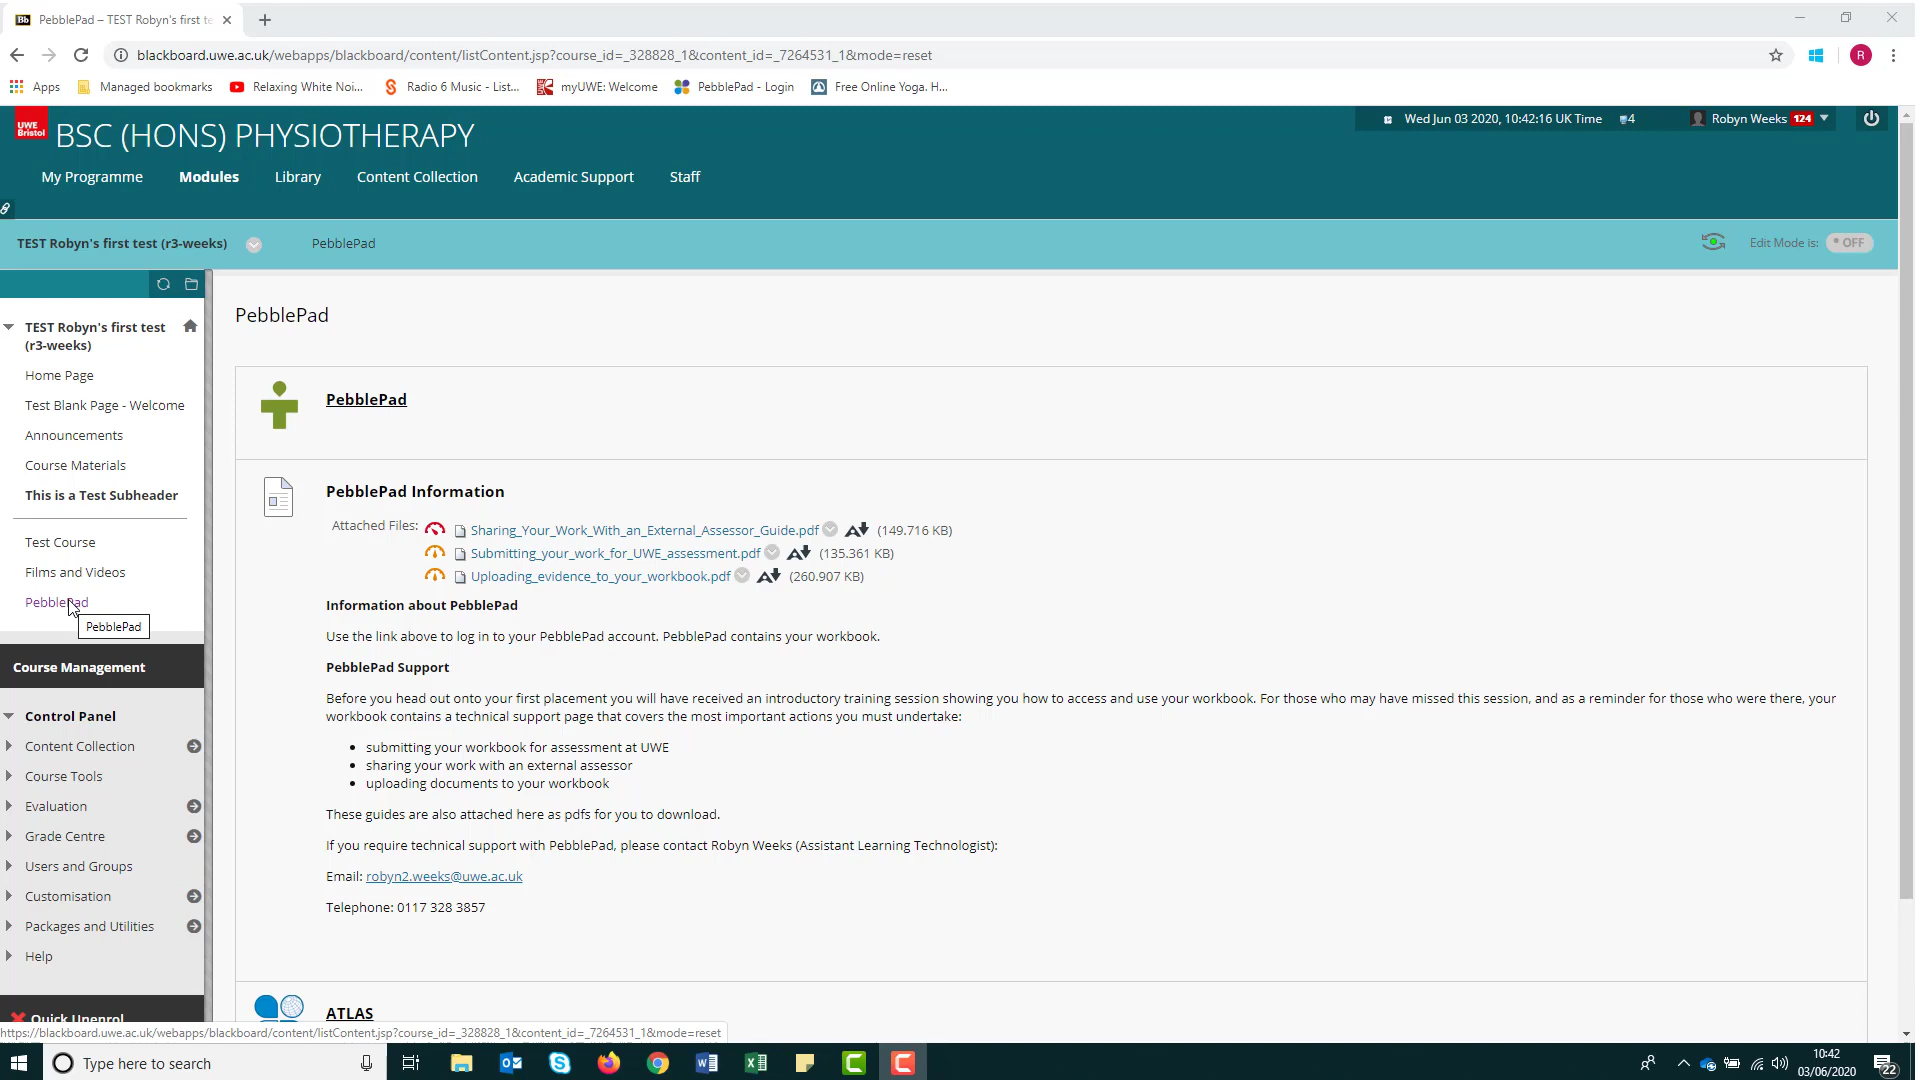 PebblePad – TEST Robyn's first te
blackboard.uwe.ac.uk/webapps/blackboard/content/listContent.jsp?course_id=_328828_1&content_id=_7264531_1&mode=reset
R
Apps
Managed bookmarks
Relaxing White Noi...
Radio 6 Music - List...
myUWE: Welcome
PebblePad - Login
Free Online Yoga. H...
UWE
Bristol
BSC (HONS) PHYSIOTHERAPY
Wed Jun 03 2020, 10:42:16 UK Time
4
Robyn Weeks 124
My Programme
Modules
Library
Content Collection
Academic Support
Staff
TEST Robyn's first test (r3-weeks)
PebblePad
Edit Mode is: OFF
TEST Robyn's first test
(r3-weeks)
Home Page
Test Blank Page - Welcome
Announcements
Course Materials
This is a Test Subheader
Test Course
Films and Videos
PebblePad
PebblePad
Course Management
Control Panel
Content Collection
Course Tools
Evaluation
Grade Centre
Users and Groups
Customisation
Packages and Utilities
Help
Quick Unenrol
PebblePad
PebblePad
PebblePad Information
Attached Files:
Sharing_Your_Work_With_an_External_Assessor_Guide.pdf (149.716 KB)
Submitting_your_work_for_UWE_assessment.pdf (135.361 KB)
Uploading_evidence_to_your_workbook.pdf (260.907 KB)
Information about PebblePad
Use the link above to log in to your PebblePad account. PebblePad contains your workbook.
PebblePad Support
Before you head out onto your first placement you will have received an introductory training session showing you how to access and use your workbook. For those who may have missed this session, and as a reminder for those who were there, your
workbook contains a technical support page that covers the most important actions you must undertake:
• submitting your workbook for assessment at UWE
• sharing your work with an external assessor
• uploading documents to your workbook
These guides are also attached here as pdfs for you to download.
If you require technical support with PebblePad, please contact Robyn Weeks (Assistant Learning Technologist):
Email: robyn2.weeks@uwe.ac.uk
Telephone: 0117 328 3857
ATLAS
https://blackboard.uwe.ac.uk/webapps/blackboard/content/listContent.jsp?course_id=_328828_1&content_id=_7264531_1&mode=reset
Type here to search
10:42
03/06/2020
22